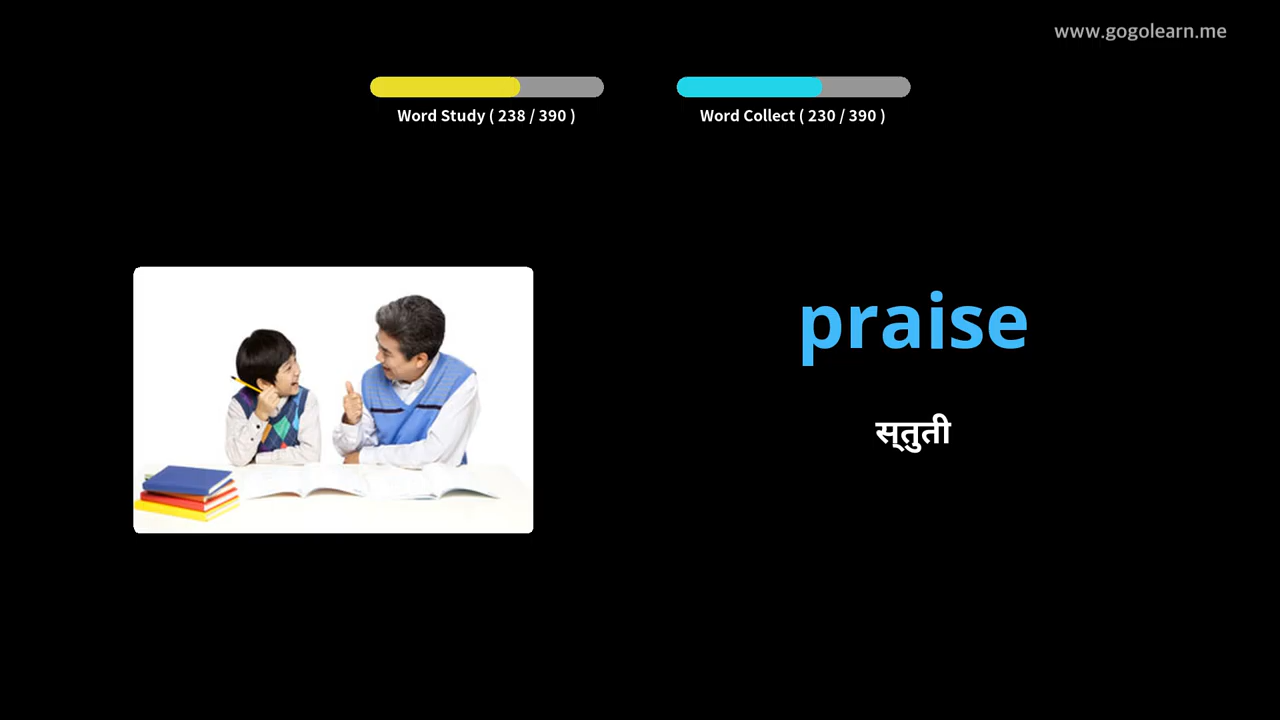 www.gogolearn.me
Word Study ( 238 / 390 )
Word Collect ( 230 / 390 )
praise
स्तुती